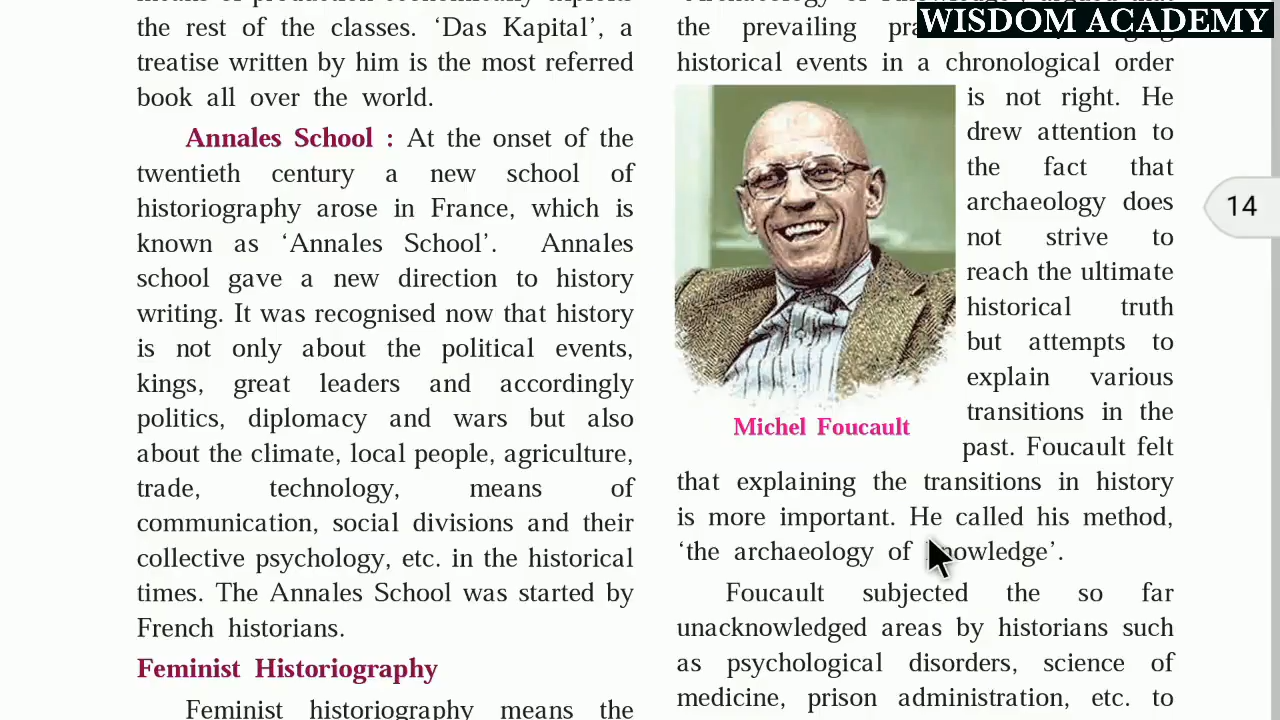 the rest of the classes. ‘Das Kapital’, a
treatise written by him is the most referred
book all over the world.
Annales School : At the onset of the
twentieth century a new school of
historiography arose in France, which is
known as ‘Annales School’. Annales
school gave a new direction to history
writing. It was recognised now that history
is not only about the political events,
kings, great leaders and accordingly
politics, diplomacy and wars but also
about the climate, local people, agriculture,
trade, technology, means of
communication, social divisions and their
collective psychology, etc. in the historical
times. The Annales School was started by
French historians.
Feminist Historiography
Feminist historiography means the
WISDOM ACADEMY
the prevailing
historical events in a chronological order
is not right. He
drew attention to
the fact that
archaeology does
not strive to
reach the ultimate
historical truth
but attempts to
explain various
transitions in the
past. Foucault felt
Michel Foucault
that explaining the transitions in history
is more important. He called his method,
‘the archaeology of knowledge’.
Foucault subjected the so far
unacknowledged areas by historians such
as psychological disorders, science of
medicine, prison administration, etc. to
14